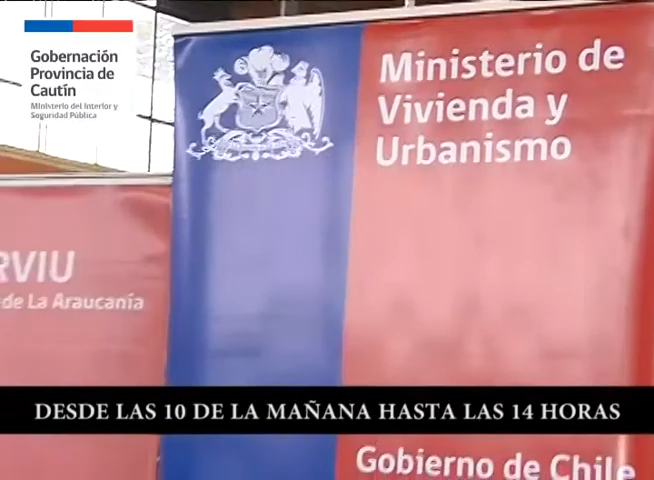 Gobernación
Provincia de
Cautín
Ministerio del Interior y
Seguridad Pública
Ministerio de
Vivienda y
Urbanismo
RVIU
de La Araucanía
DESDE LAS 10 DE LA MAÑANA HASTA LAS 14 HORAS
Gobierno de Chile